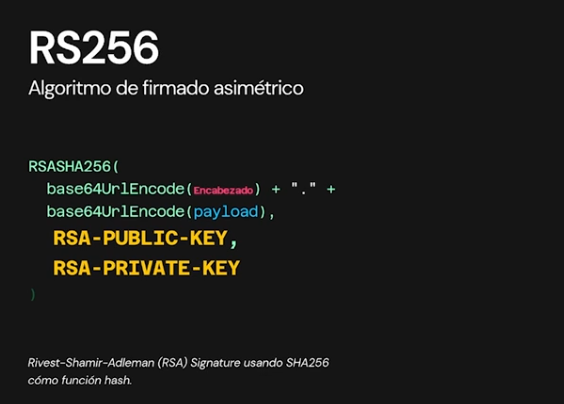 RS256
Algoritmo de firmado asimétrico
RSASHA256(
base64UrlEncode(Encabezado) + "." +
base64UrlEncode(payload),
RSA-PUBLIC-KEY,
RSA-PRIVATE-KEY
)
Rivest-Shamir-Adleman (RSA) Signature usando SHA256
cómo función hash.